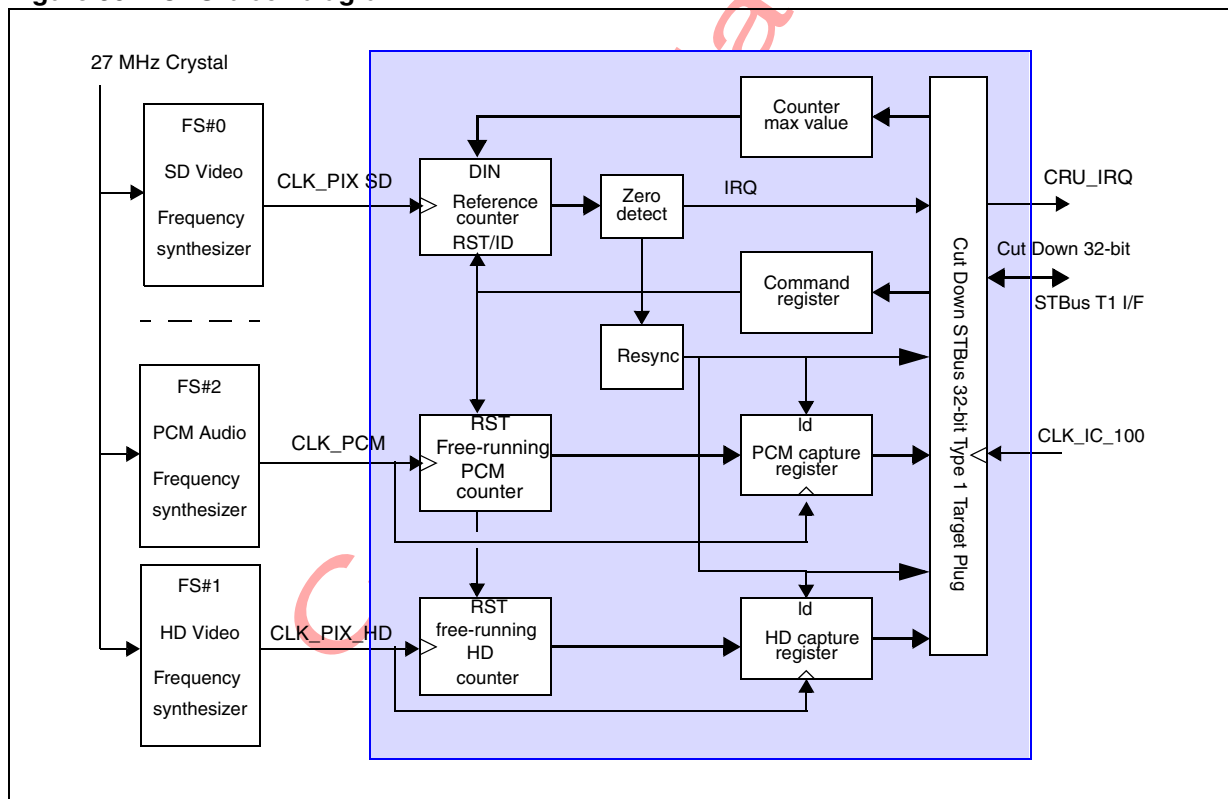 27 MHz Crystal
FS#0
SD Video
Frequency
synthesizer
CLK_PIX SD
DIN
Reference
counter
RST/ID
Counter
max value
Zero
detect
IRQ
CRU_IRQ
Cut Down 32-bit
STBus T1 I/F
Command
register
Resync
FS#2
PCM Audio
Frequency
synthesizer
CLK_PCM
RST
Free-running
PCM
counter
ld
PCM capture
register
CLK_IC_100
Cut Down STBus 32-bit Type 1 Target Plug
FS#1
HD Video
Frequency
synthesizer
CLK_PIX_HD
RST
free-running
HD
counter
ld
HD capture
register